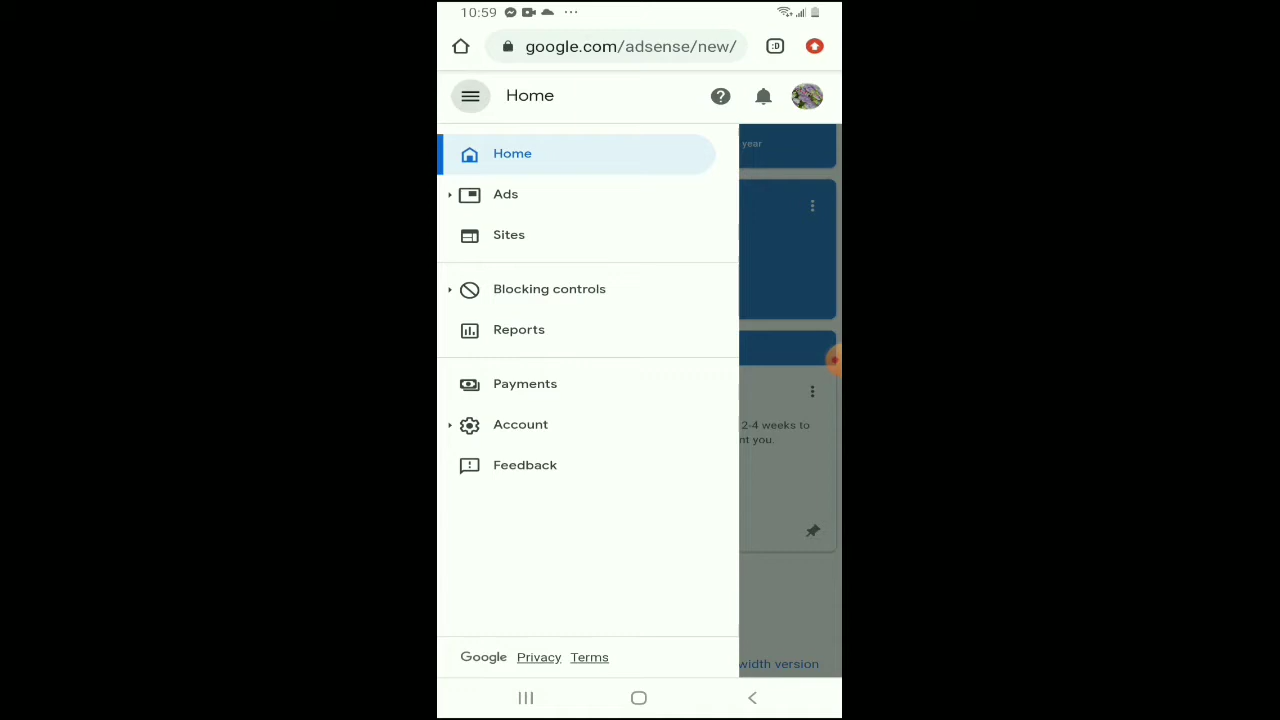 10:59
google.com/adsense/new/
:D
Home
year
Home
Ads
Sites
Blocking controls
Reports
Payments
2-4 weeks to
nt you.
Account
Feedback
width version
Google Privacy Terms